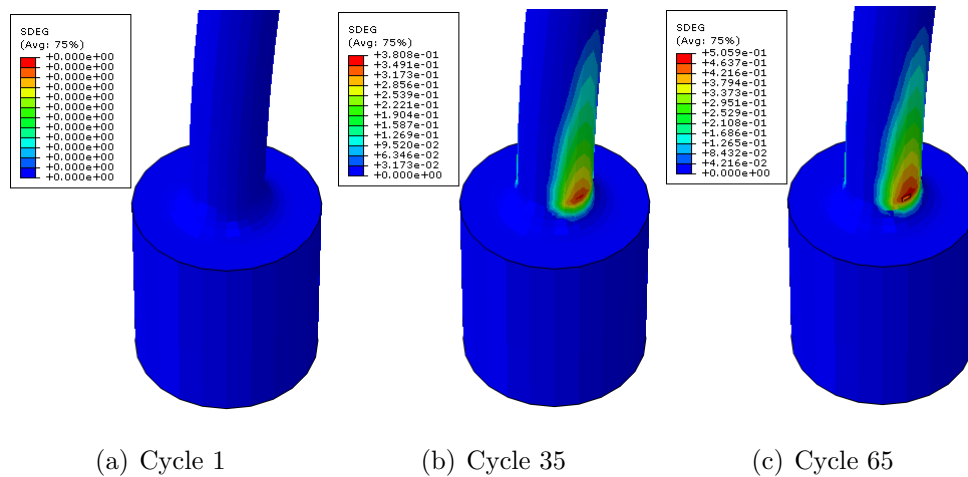 SDEG
(Avg: 75%)
+0.000e+00
+0.000e+00
+0.000e+00
+0.000e+00
+0.000e+00
+0.000e+00
+0.000e+00
+0.000e+00
+0.000e+00
+0.000e+00
+0.000e+00
+0.000e+00
+0.000e+00
SDEG
(Avg: 75%)
+3.808e-01
+3.491e-01
+3.173e-01
+2.856e-01
+2.539e-01
+2.221e-01
+1.904e-01
+1.587e-01
+1.269e-01
+9.520e-02
+6.346e-02
+3.173e-02
+0.000e+00
SDEG
(Avg: 75%)
+5.059e-01
+4.637e-01
+4.216e-01
+3.794e-01
+3.373e-01
+2.951e-01
+2.529e-01
+2.108e-01
+1.686e-01
+1.265e-01
+8.432e-02
+4.216e-02
+0.000e+00
(a) Cycle 1
(b) Cycle 35
(c) Cycle 65